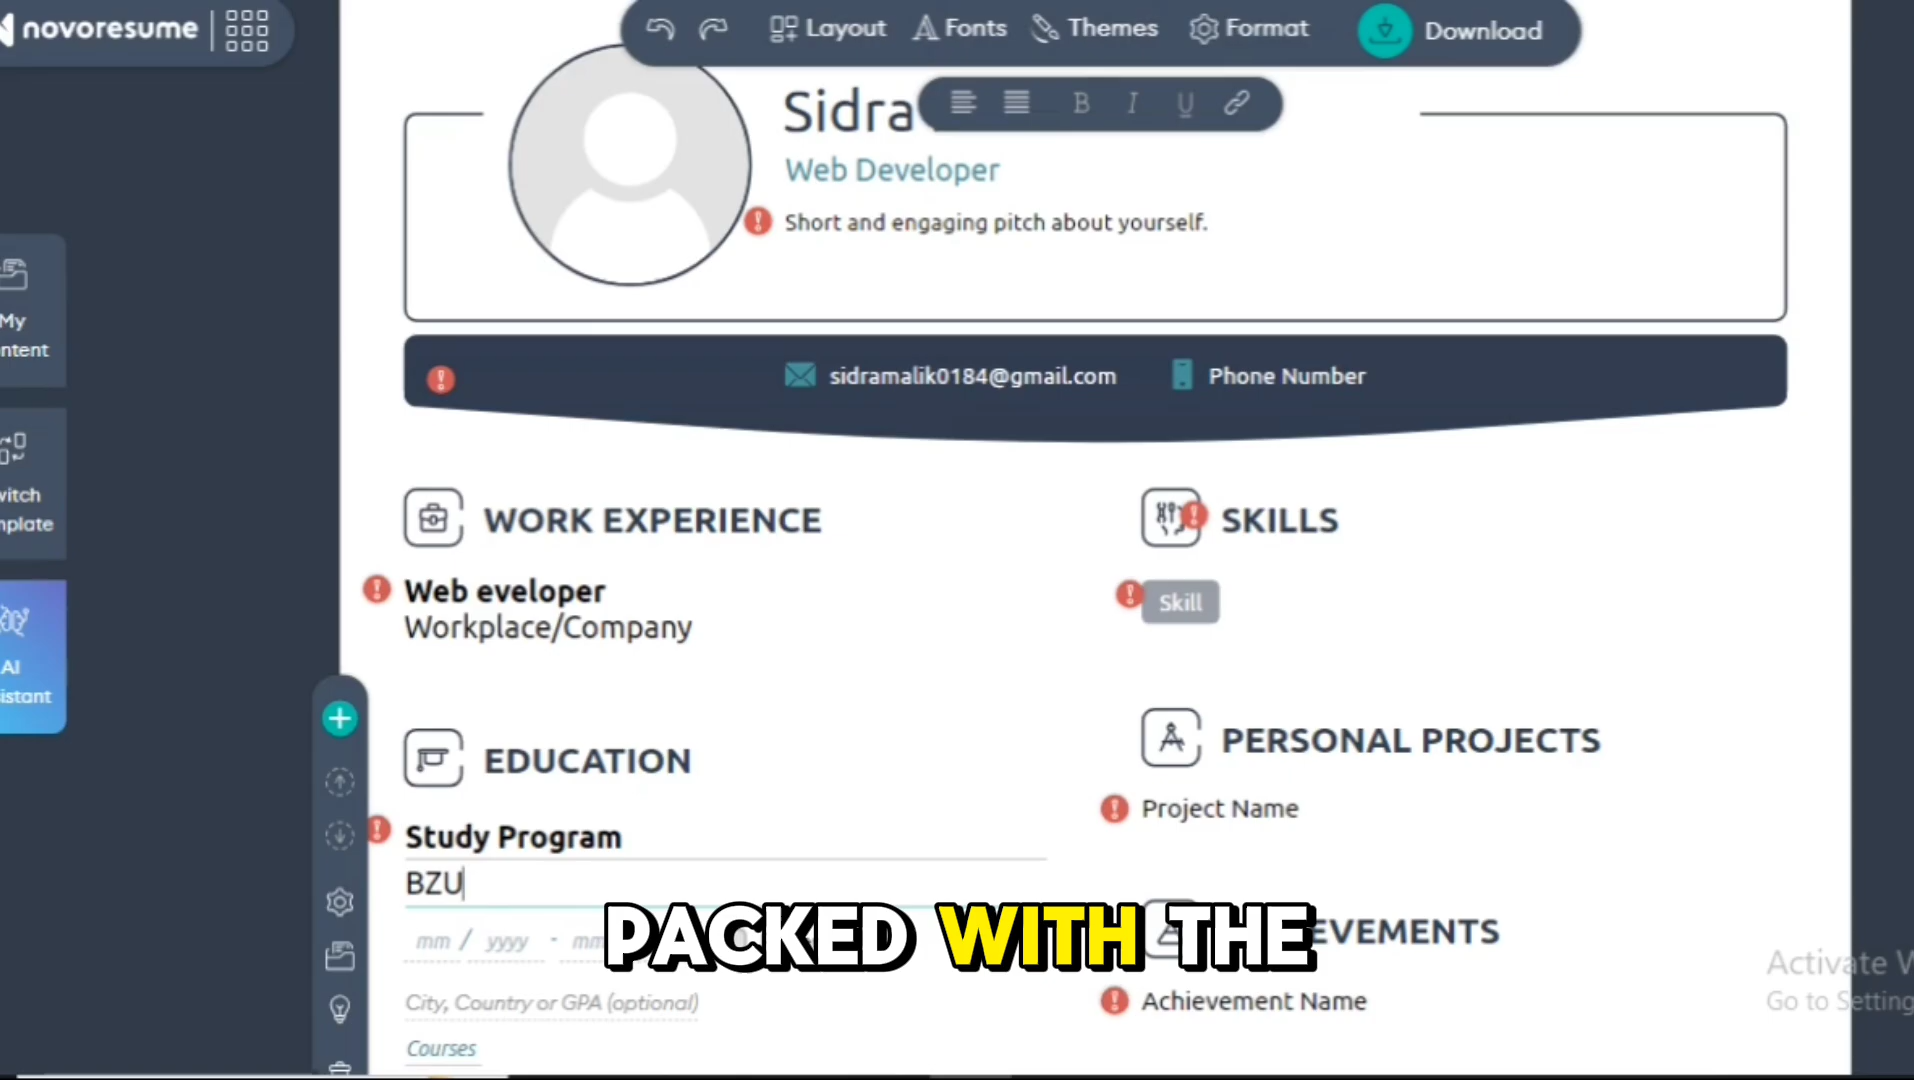 novoresume
Layout
Fonts
Themes
Format
Download
B I U
Sidra
Web Developer
Short and engaging pitch about yourself.
My
ntent
sidramalik0184@gmail.com
Phone Number
witch
mplate
WORK EXPERIENCE
SKILLS
Web eveloper
Workplace/Company
Skill
AI
sistant
EDUCATION
PERSONAL PROJECTS
Study Program
Project Name
BZU
PACKED WITH THE
EVEMENTS
mm / yyyy - mm
City, Country or GPA (optional)
Achievement Name
Courses
Activate W
Go to Setting